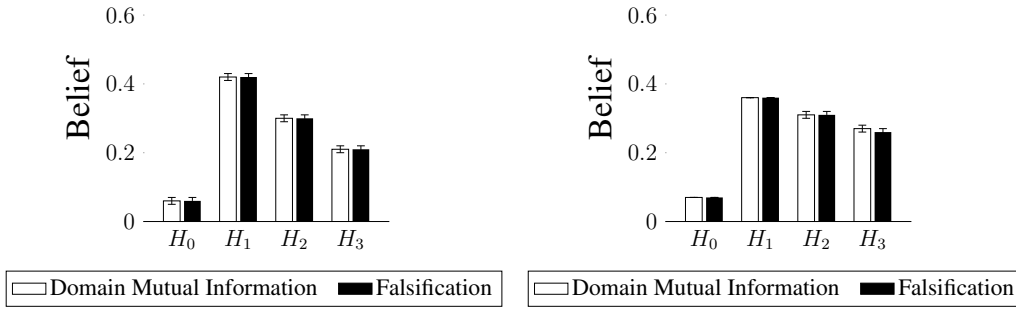 0.6
0.4
0.2
0
Belief
H₀ H₁ H₂ H₃
Domain Mutual Information Falsification
0.6
0.4
0.2
0
Belief
H₀ H₁ H₂ H₃
Domain Mutual Information Falsification